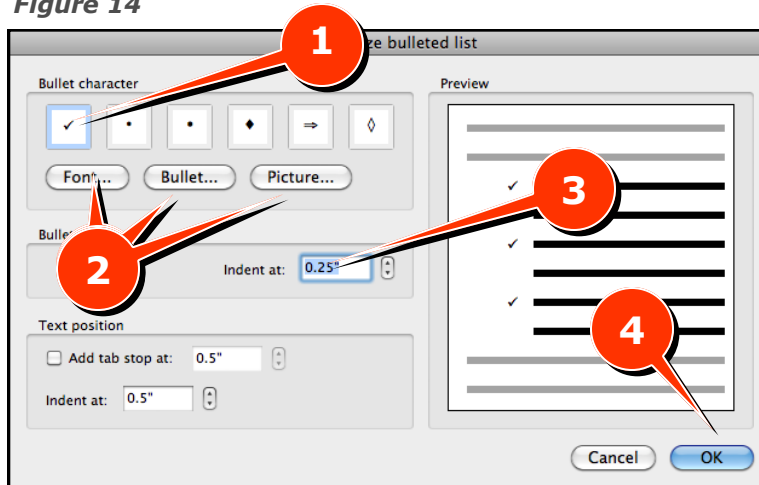 Figure 14
ze bulleted list
1
Bullet character
Preview
✓ • • ♦ ⇒ ◊
Font... Bullet... Picture...
3
Bullet
2
Indent at: 0.25"
Text position
4
Add tab stop at: 0.5"
Indent at: 0.5"
Cancel OK